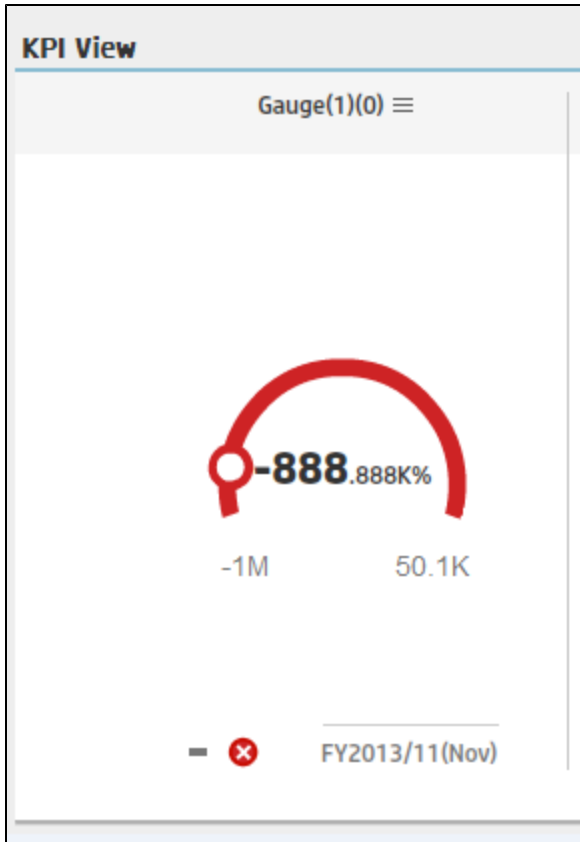 KPI View
Gauge(1)(0)
-888.888K%
-1M 50.1K
FY2013/11(Nov)